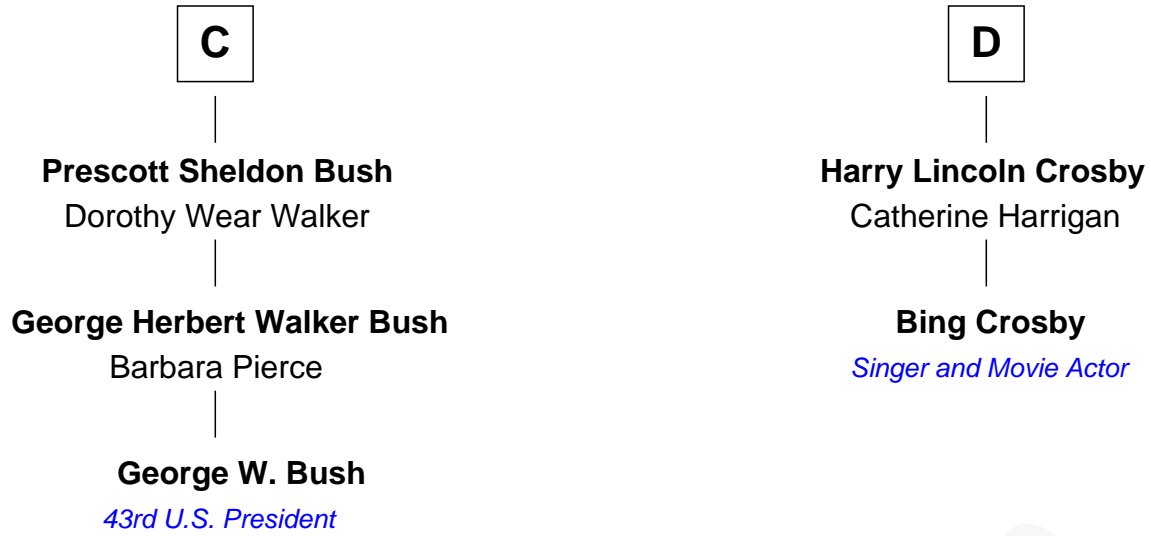 C
Prescott Sheldon Bush
Dorothy Wear Walker
George Herbert Walker Bush
Barbara Pierce
George W. Bush
43rd U.S. President
D
Harry Lincoln Crosby
Catherine Harrigan
Bing Crosby
Singer and Movie Actor